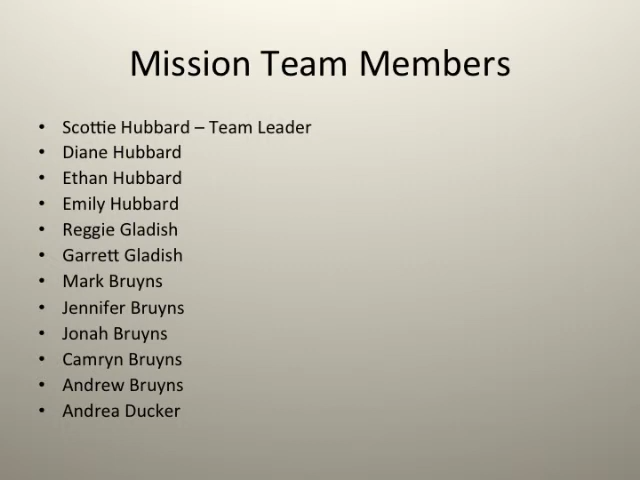 Mission Team Members
• Scottie Hubbard – Team Leader
• Diane Hubbard
• Ethan Hubbard
• Emily Hubbard
• Reggie Gladish
• Garrett Gladish
• Mark Bruyns
• Jennifer Bruyns
• Jonah Bruyns
• Camryn Bruyns
• Andrew Bruyns
• Andrea Ducker